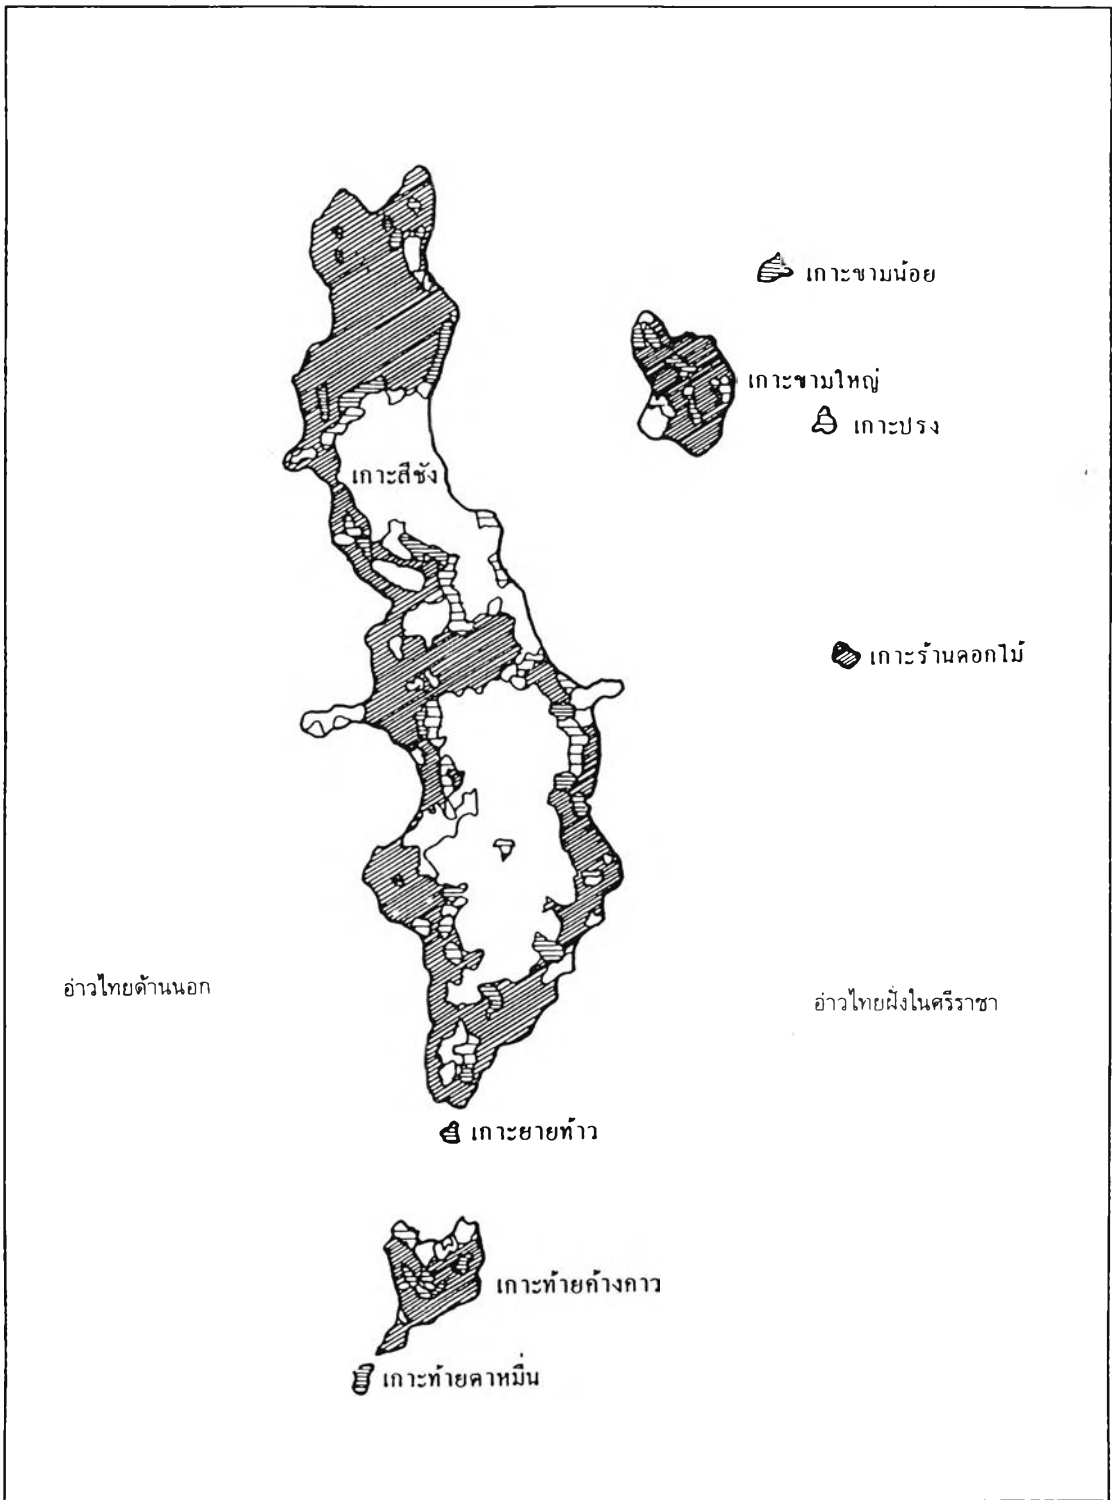 เกาะขามน้อย
เกาะขามใหญ่
เกาะปรง
เกาะสีชัง
เกาะร้านดอกไม้
อ่าวไทยด้านนอก
อ่าวไทยฝั่งในศรีราชา
เกาะยายท้าว
เกาะท้ายค้างคาว
เกาะท้ายตาหมื่น